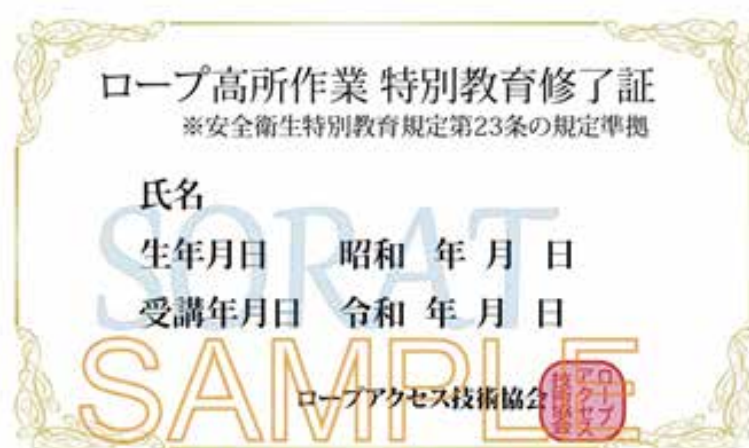 ロープ高所作業 特別教育修了証
※安全衛生特別教育規定第23条の規定準拠
氏名
SORAT
生年月日 昭和 年 月 日
受講年月日 令和 年 月 日
SAMPLE
ロープアクセス技術協会
ロープ
アクセス
技術協会